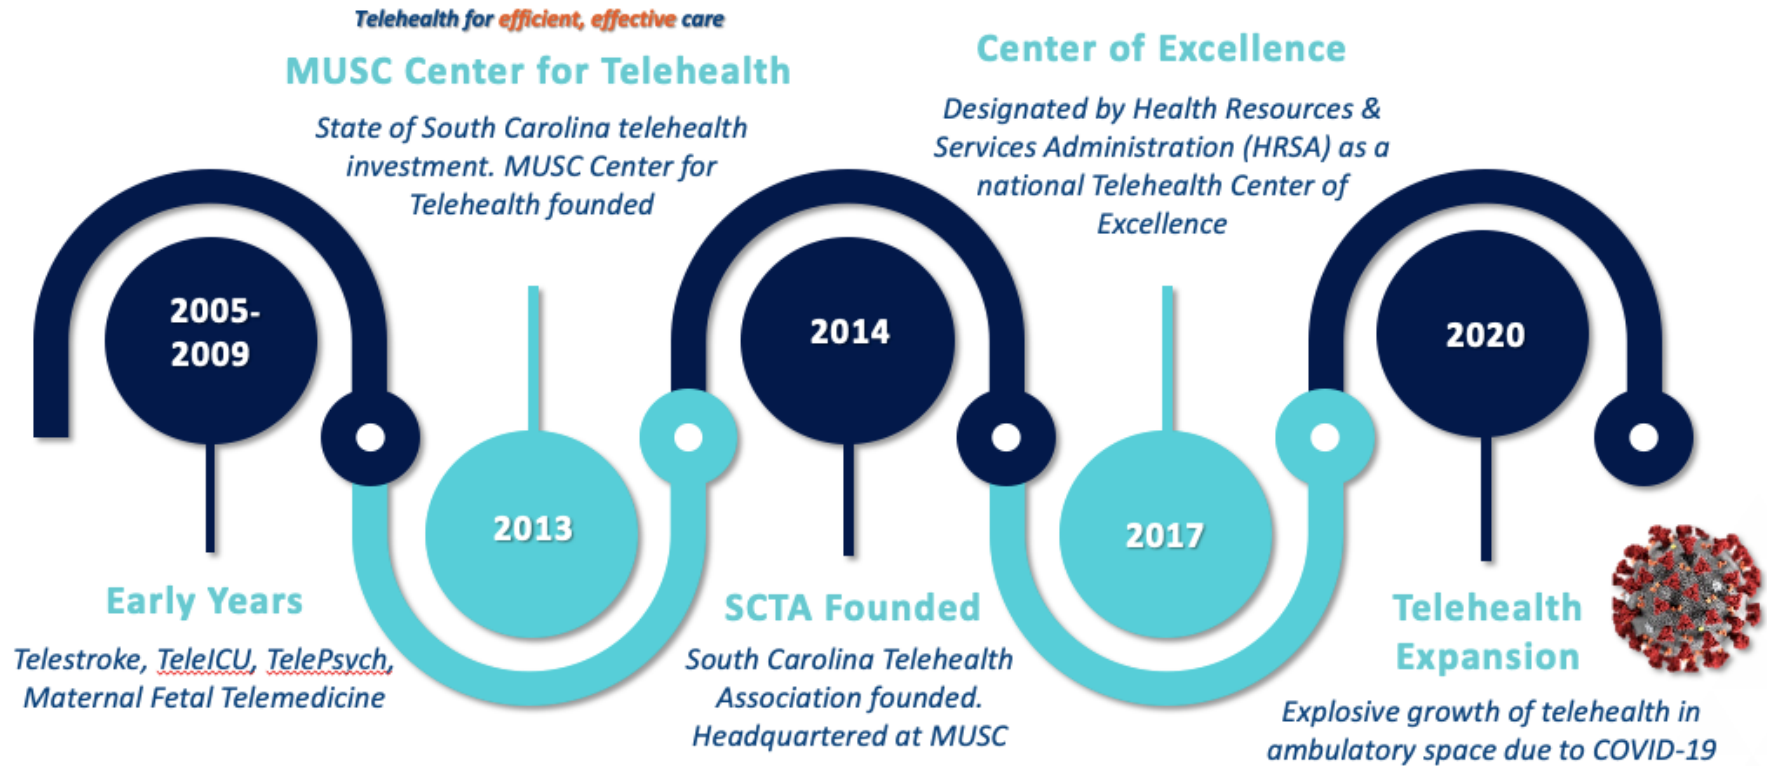 Telehealth for efficient, effective care
MUSC Center for Telehealth
State of South Carolina telehealth
investment. MUSC Center for
Telehealth founded
Center of Excellence
Designated by Health Resources &
Services Administration (HRSA) as a
national Telehealth Center of
Excellence
2005-
2009
2013
2014
2017
2020
Early Years
Telestroke, TeleICU, TelePsych,
Maternal Fetal Telemedicine
SCTA Founded
South Carolina Telehealth
Association founded.
Headquartered at MUSC
Telehealth
Expansion
Explosive growth of telehealth in
ambulatory space due to COVID-19